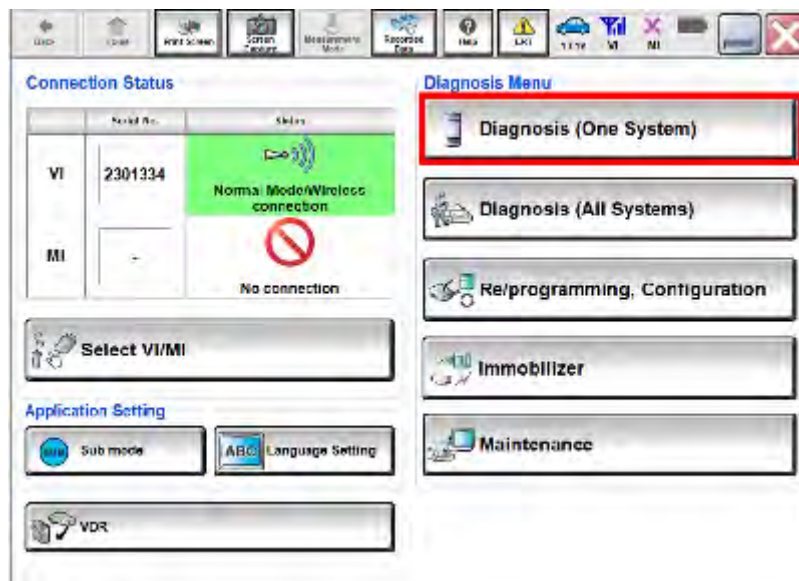 Back
Home
Print Screen
Screen
Capture
Measurement
Mode
Recorded
Data
Help
ERT
VI
MI
Connection Status
Serial No.
Status
VI
2301334
Normal Mode/Wireless
connection
MI
-
No connection
Select VI/MI
Application Setting
Sub mode
ABC
Language Setting
VDR
Diagnosis Menu
Diagnosis (One System)
Diagnosis (All Systems)
Re/programming, Configuration
Immobilizer
Maintenance